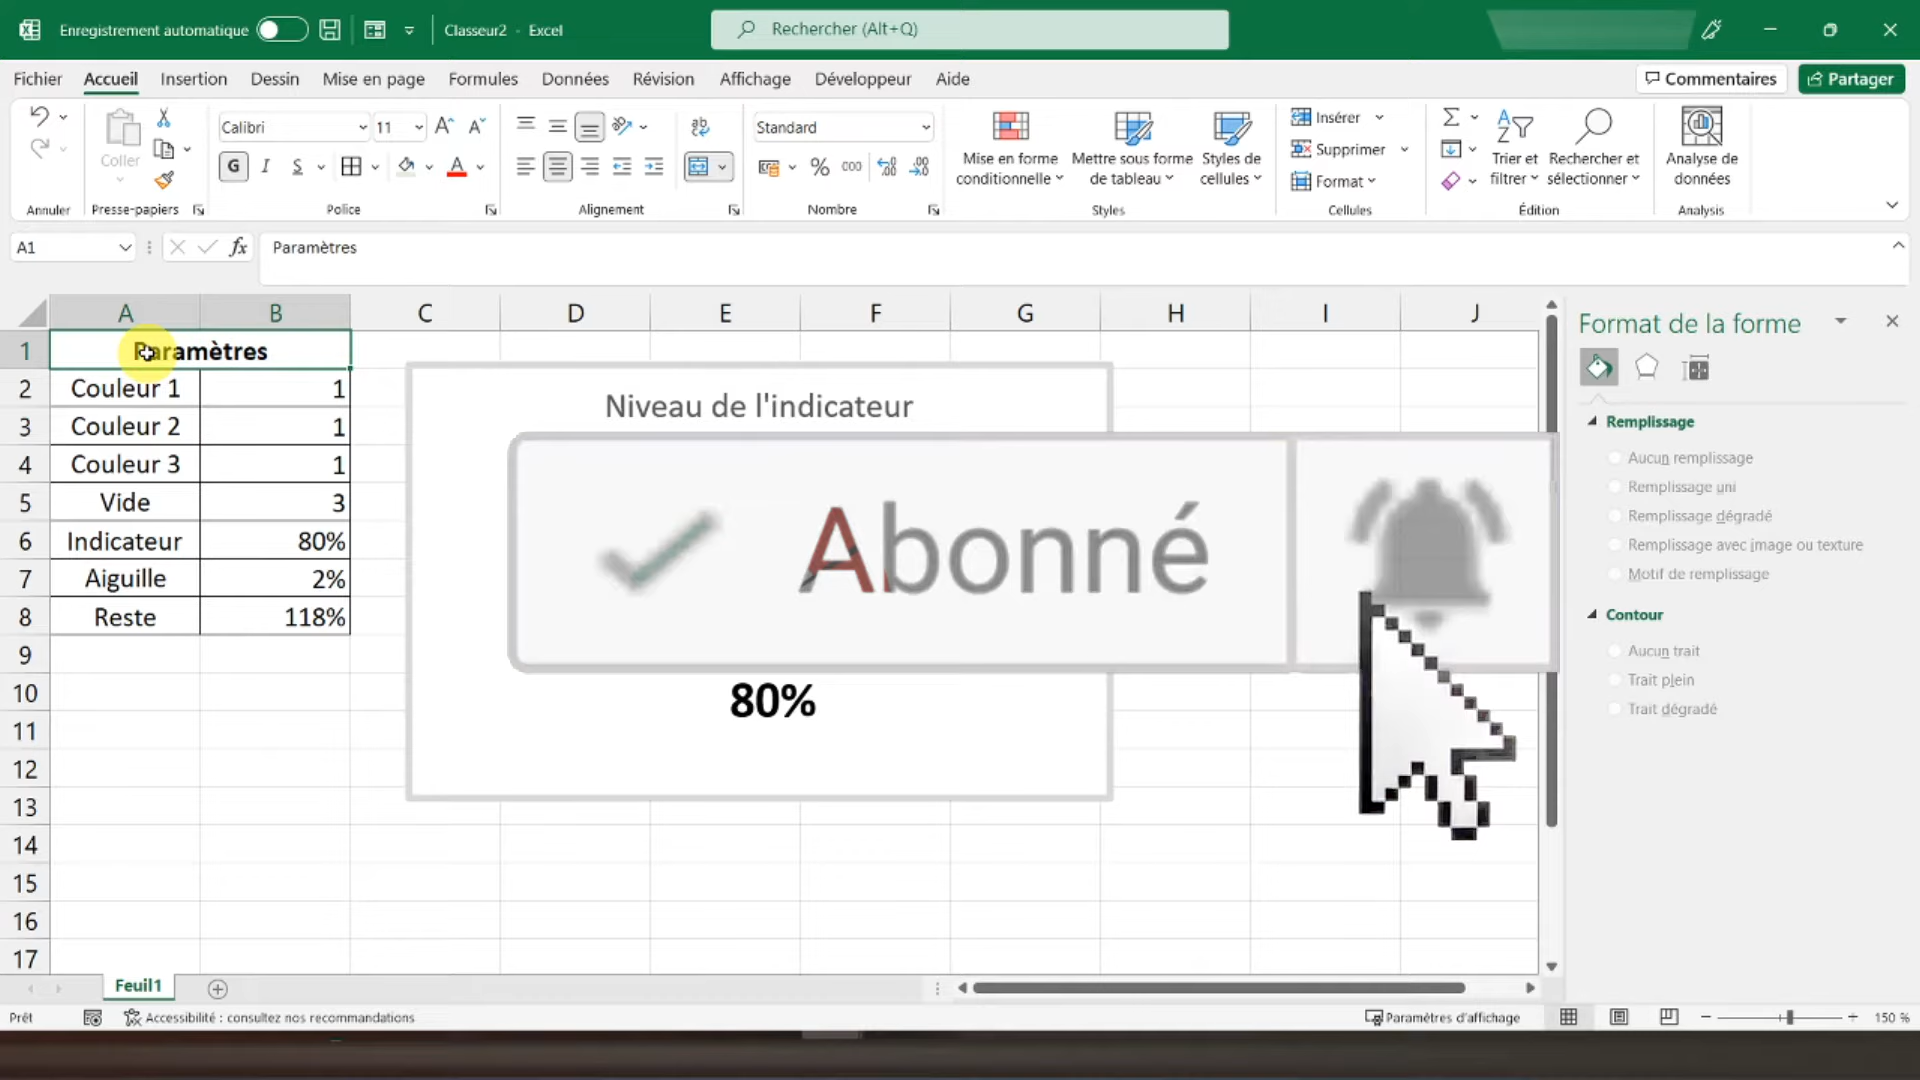 Enregistrement automatique
Classeur2 - Excel
Rechercher (Alt+Q)
Fichier
Accueil
Insertion
Dessin
Mise en page
Formules
Données
Révision
Affichage
Développeur
Aide
Commentaires
Partager
Annuler
Coller
Presse-papiers
Calibri
11
G I S
A
Police
Alignement
Standard
% 000
Nombre
Mise en forme
conditionnelle
Mettre sous forme
de tableau
Styles de
cellules
Styles
Insérer
Supprimer
Format
Cellules
Trier et
filtrer
Rechercher et
sélectionner
Édition
Analyse de
données
Analysis
A1
fx
Paramètres
A B C D E F G H I J
1 Paramètres
2 Couleur 1 1
3 Couleur 2 1
4 Couleur 3 1
5 Vide 3
6 Indicateur 80%
7 Aiguille 2%
8 Reste 118%
9
10
11
12
13
14
15
16
17
Niveau de l'indicateur
Abonné
80%
Format de la forme
Remplissage
Aucun remplissage
Remplissage uni
Remplissage dégradé
Remplissage avec image ou texture
Motif de remplissage
Contour
Aucun trait
Trait plein
Trait dégradé
Feuil1
Prêt
Accessibilité : consultez nos recommandations
Paramètres d'affichage
150 %